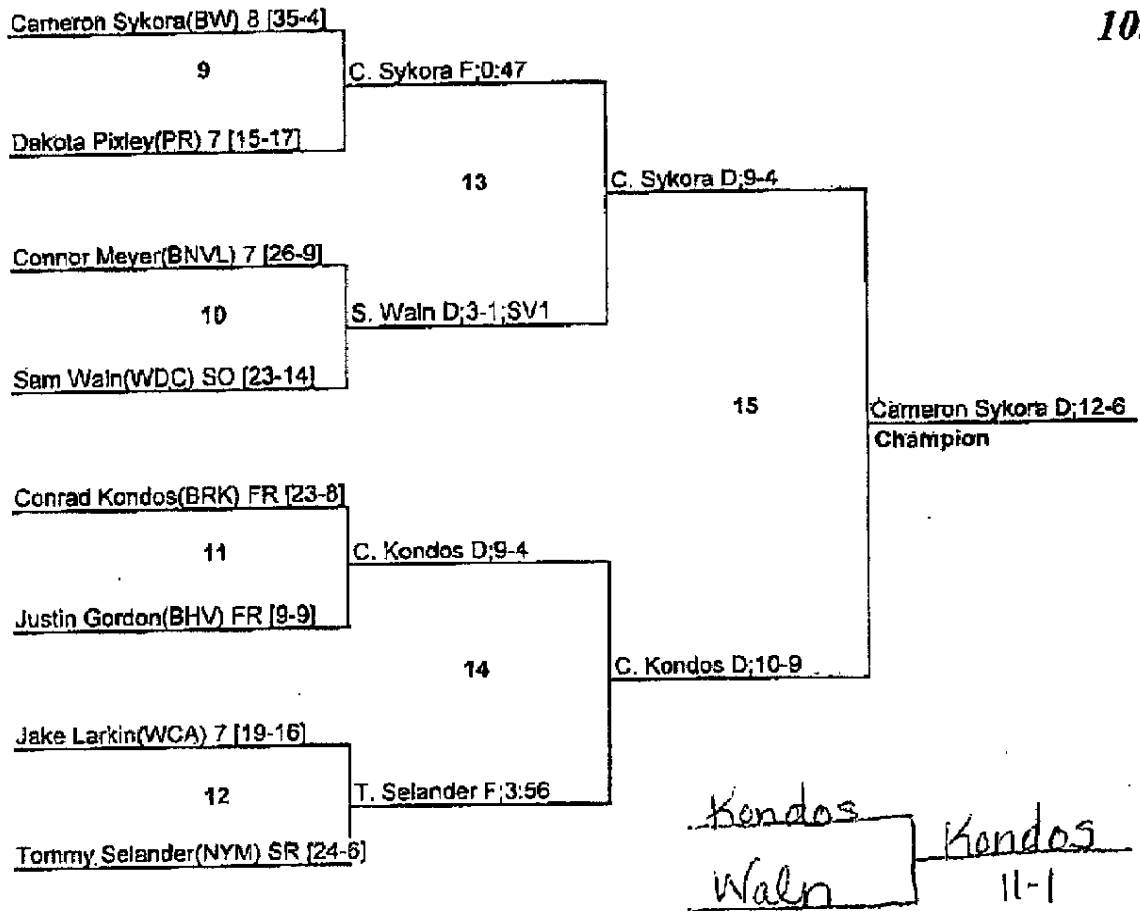 10
Cameron Sykora(BW) 8 [35-4]
9
C. Sykora F;0:47
Dakota Pixley(PR) 7 [15-17]
13
C. Sykora D;9-4
Connor Meyer(BNVL) 7 [26-9]
10
S. Waln D;3-1;SV1
Sam Waln(WDC) SO [23-14]
15
Cameron Sykora D;12-6
Champion
Conrad Kondos(BRK) FR [23-8]
11
C. Kondos D;9-4
Justin Gordon(BHV) FR [9-9]
14
C. Kondos D;10-9
Jake Larkin(WCA) 7 [19-16]
12
T. Selander F;3:56
Tommy Selander(NYM) SR [24-6]
Kondos
Kondos
Waln
11-1